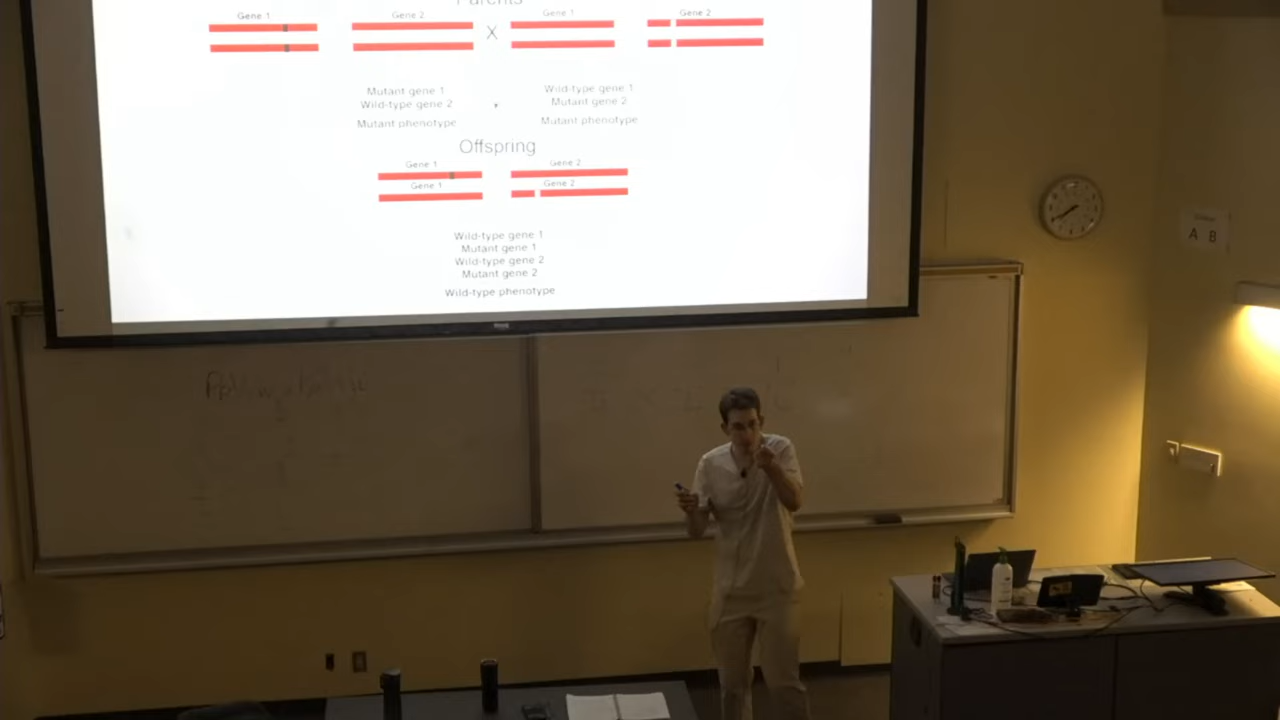 Parents
Gene 1 Gene 2 Gene 1 Gene 2
X
Mutant gene 1 Wild-type gene 1
Wild-type gene 2 Mutant gene 2
Mutant phenotype Mutant phenotype
Offspring
Gene 1 Gene 2
Gene 1 Gene 2
Wild-type gene 1
Mutant gene 1
Wild-type gene 2
Mutant gene 2
Wild-type phenotype
A B